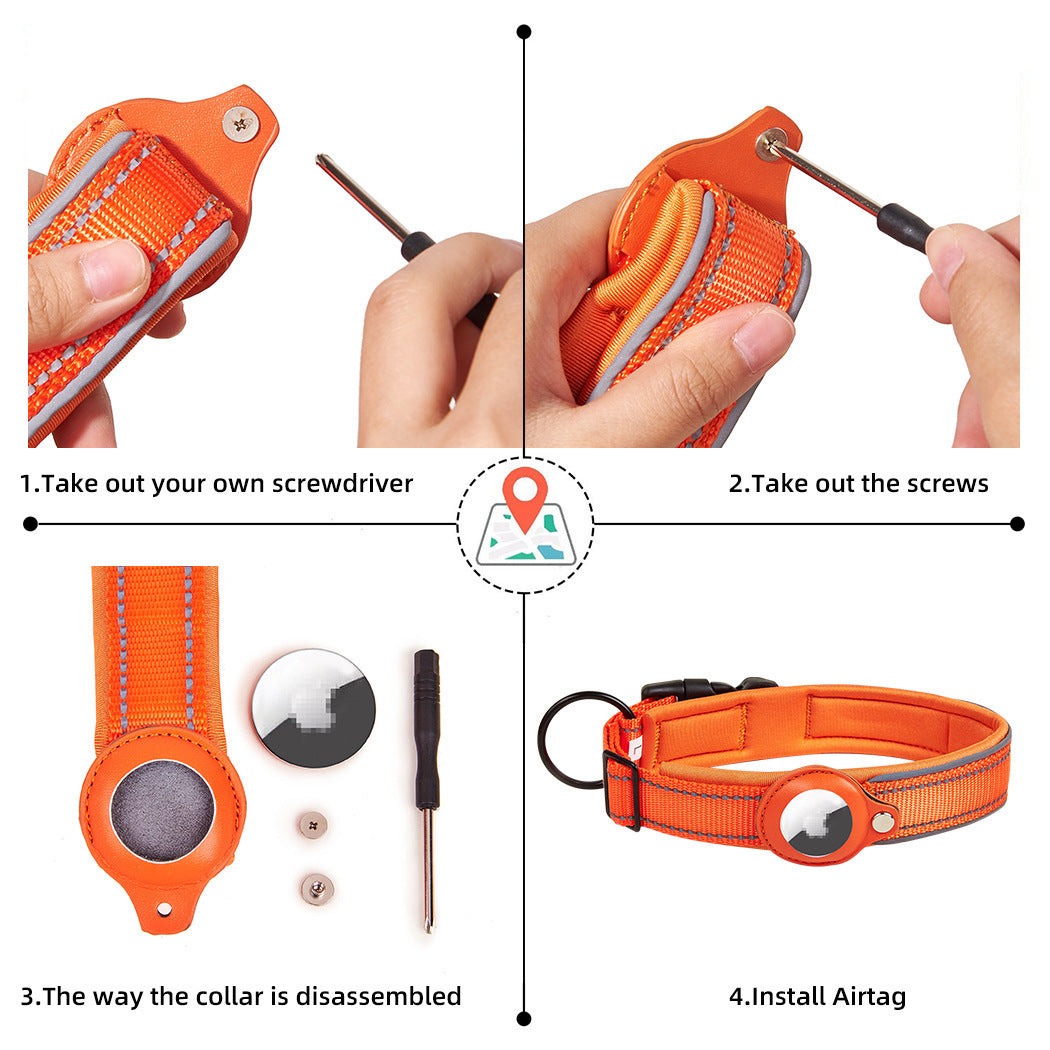 1.Take out your own screwdriver
2.Take out the screws
3.The way the collar is disassembled
4.Install Airtag